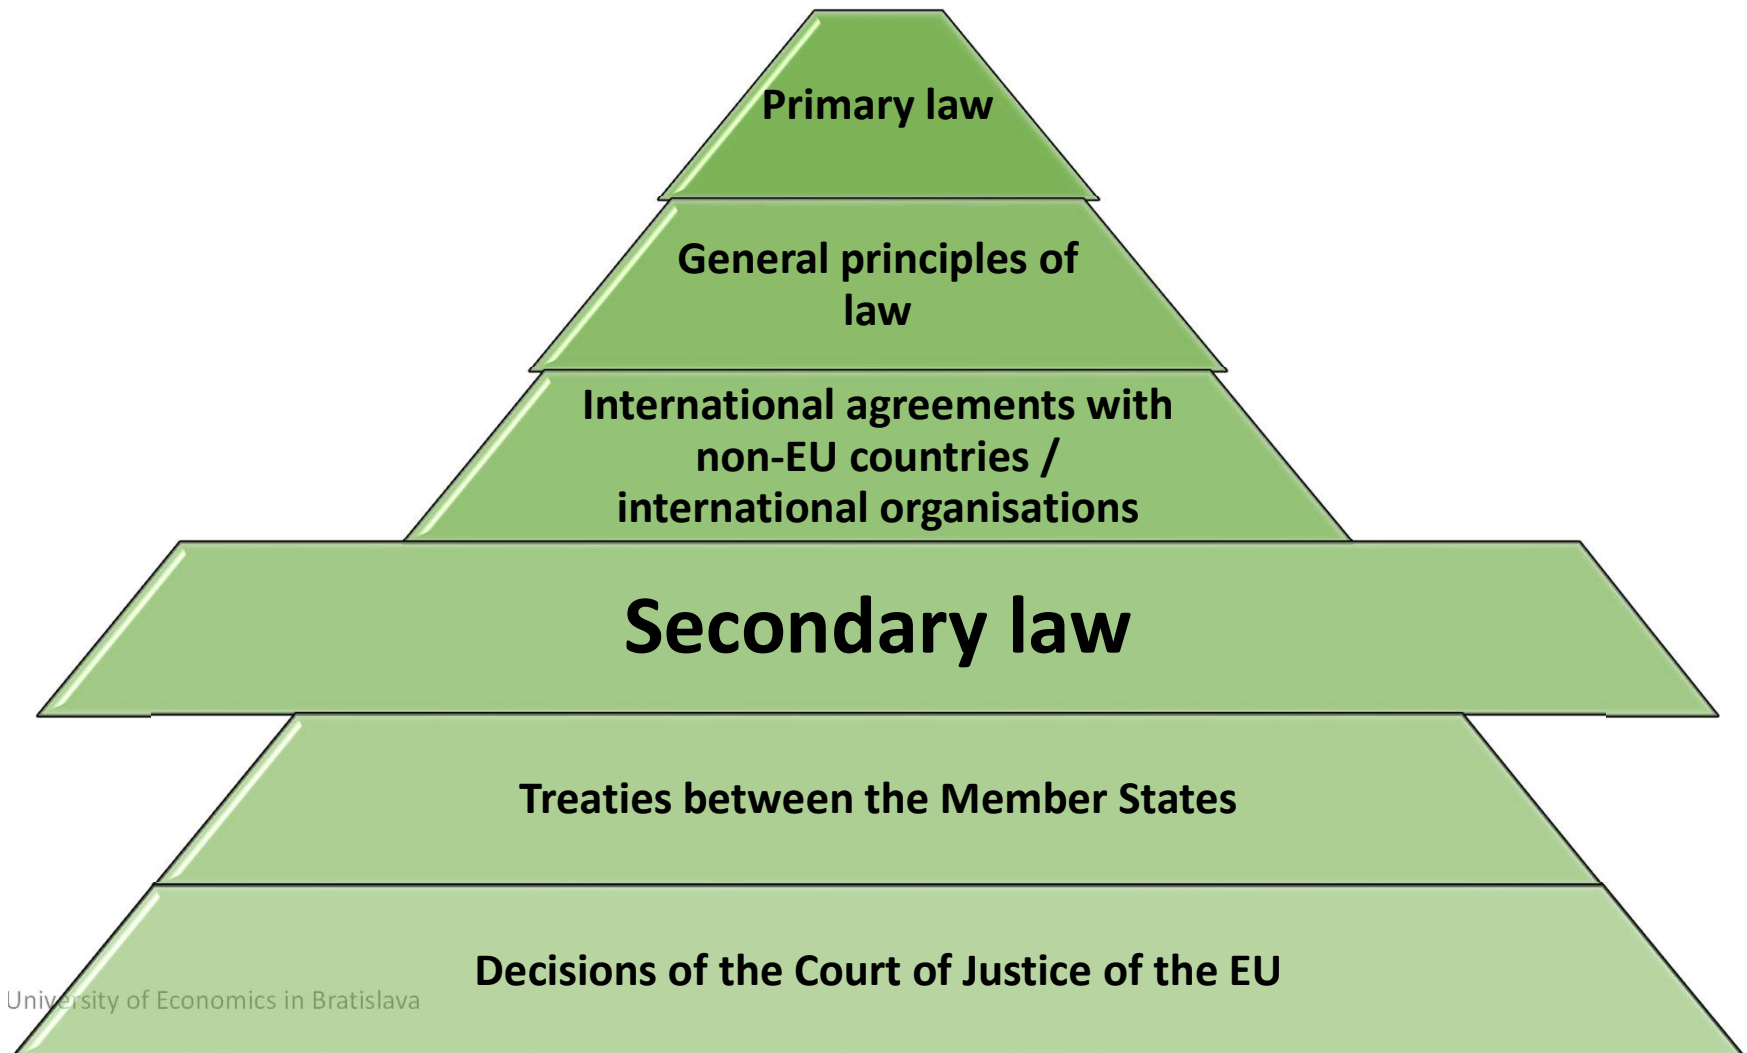 Primary law
General principles of
law
International agreements with
non-EU countries /
international organisations
Secondary law
Treaties between the Member States
Decisions of the Court of Justice of the EU
University of Economics in Bratislava